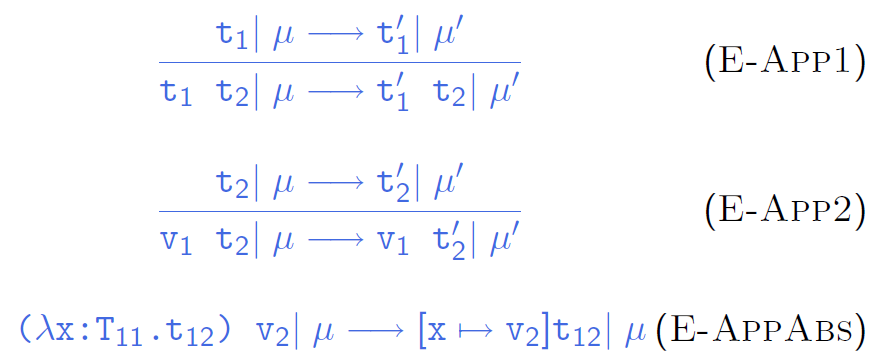 t₁| μ ⟶ t′₁| μ′
t₁ t₂| μ ⟶ t′₁ t₂| μ′
(E-APP1)
t₂| μ ⟶ t′₂| μ′
v₁ t₂| μ ⟶ v₁ t′₂| μ′
(E-APP2)
(λx:T₁₁.t₁₂) v₂| μ ⟶ [x ↦ v₂]t₁₂| μ (E-APPABS)